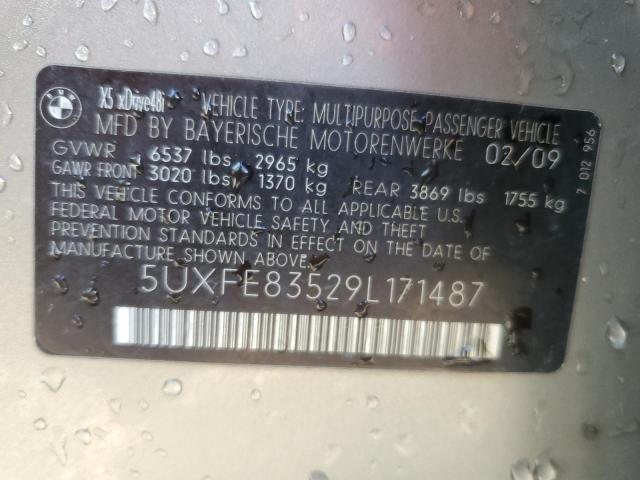 X5 xDrive48i VEHICLE TYPE: MULTIPURPOSE PASSENGER VEHICLE
MFD BY BAYERISCHE MOTORENWERKE 02/09
GVWR 6537 lbs 2965 kg
GAWR FRONT 3020 lbs 1370 kg REAR 3869 lbs 1755 kg
THIS VEHICLE CONFORMS TO ALL APPLICABLE U.S.
FEDERAL MOTOR VEHICLE SAFETY AND THEFT
PREVENTION STANDARDS IN EFFECT ON THE DATE OF
MANUFACTURE SHOWN ABOVE.
5UXFE83529L171487
7 012 956